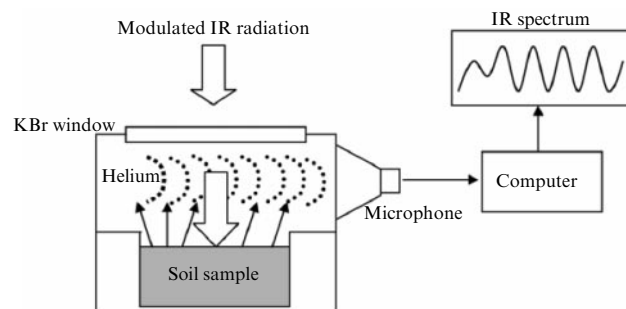 IR spectrum
Modulated IR radiation
KBr window
Helium
Computer
Microphone
Soil sample